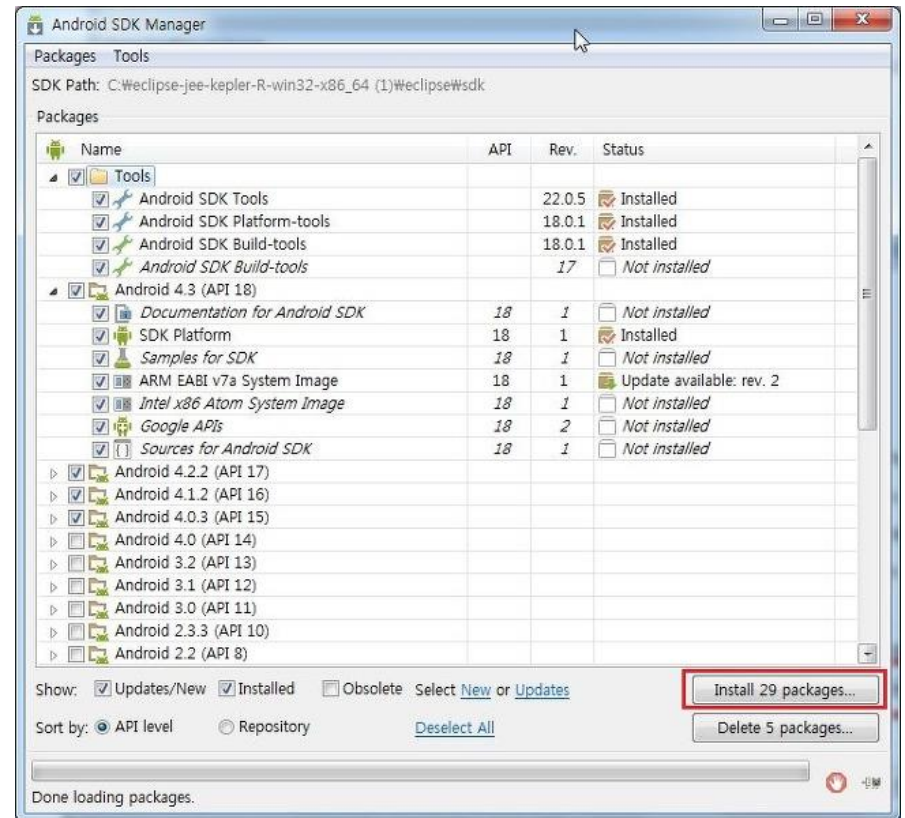 Android SDK Manager
Packages Tools
SDK Path: C:₩eclipse-jee-kepler-R-win32-x86_64 (1)₩eclipse₩sdk
Packages
Name API Rev. Status
Tools
Android SDK Tools 22.0.5 Installed
Android SDK Platform-tools 18.0.1 Installed
Android SDK Build-tools 18.0.1 Installed
Android SDK Build-tools 17 Not installed
Android 4.3 (API 18)
Documentation for Android SDK 18 1 Not installed
SDK Platform 18 1 Installed
Samples for SDK 18 1 Not installed
ARM EABI v7a System Image 18 1 Update available: rev. 2
Intel x86 Atom System Image 18 1 Not installed
Google APIs 18 2 Not installed
Sources for Android SDK 18 1 Not installed
Android 4.2.2 (API 17)
Android 4.1.2 (API 16)
Android 4.0.3 (API 15)
Android 4.0 (API 14)
Android 3.2 (API 13)
Android 3.1 (API 12)
Android 3.0 (API 11)
Android 2.3.3 (API 10)
Android 2.2 (API 8)
Show: Updates/New Installed Obsolete Select New or Updates Install 29 packages...
Sort by: API level Repository Deselect All Delete 5 packages...
Done loading packages.